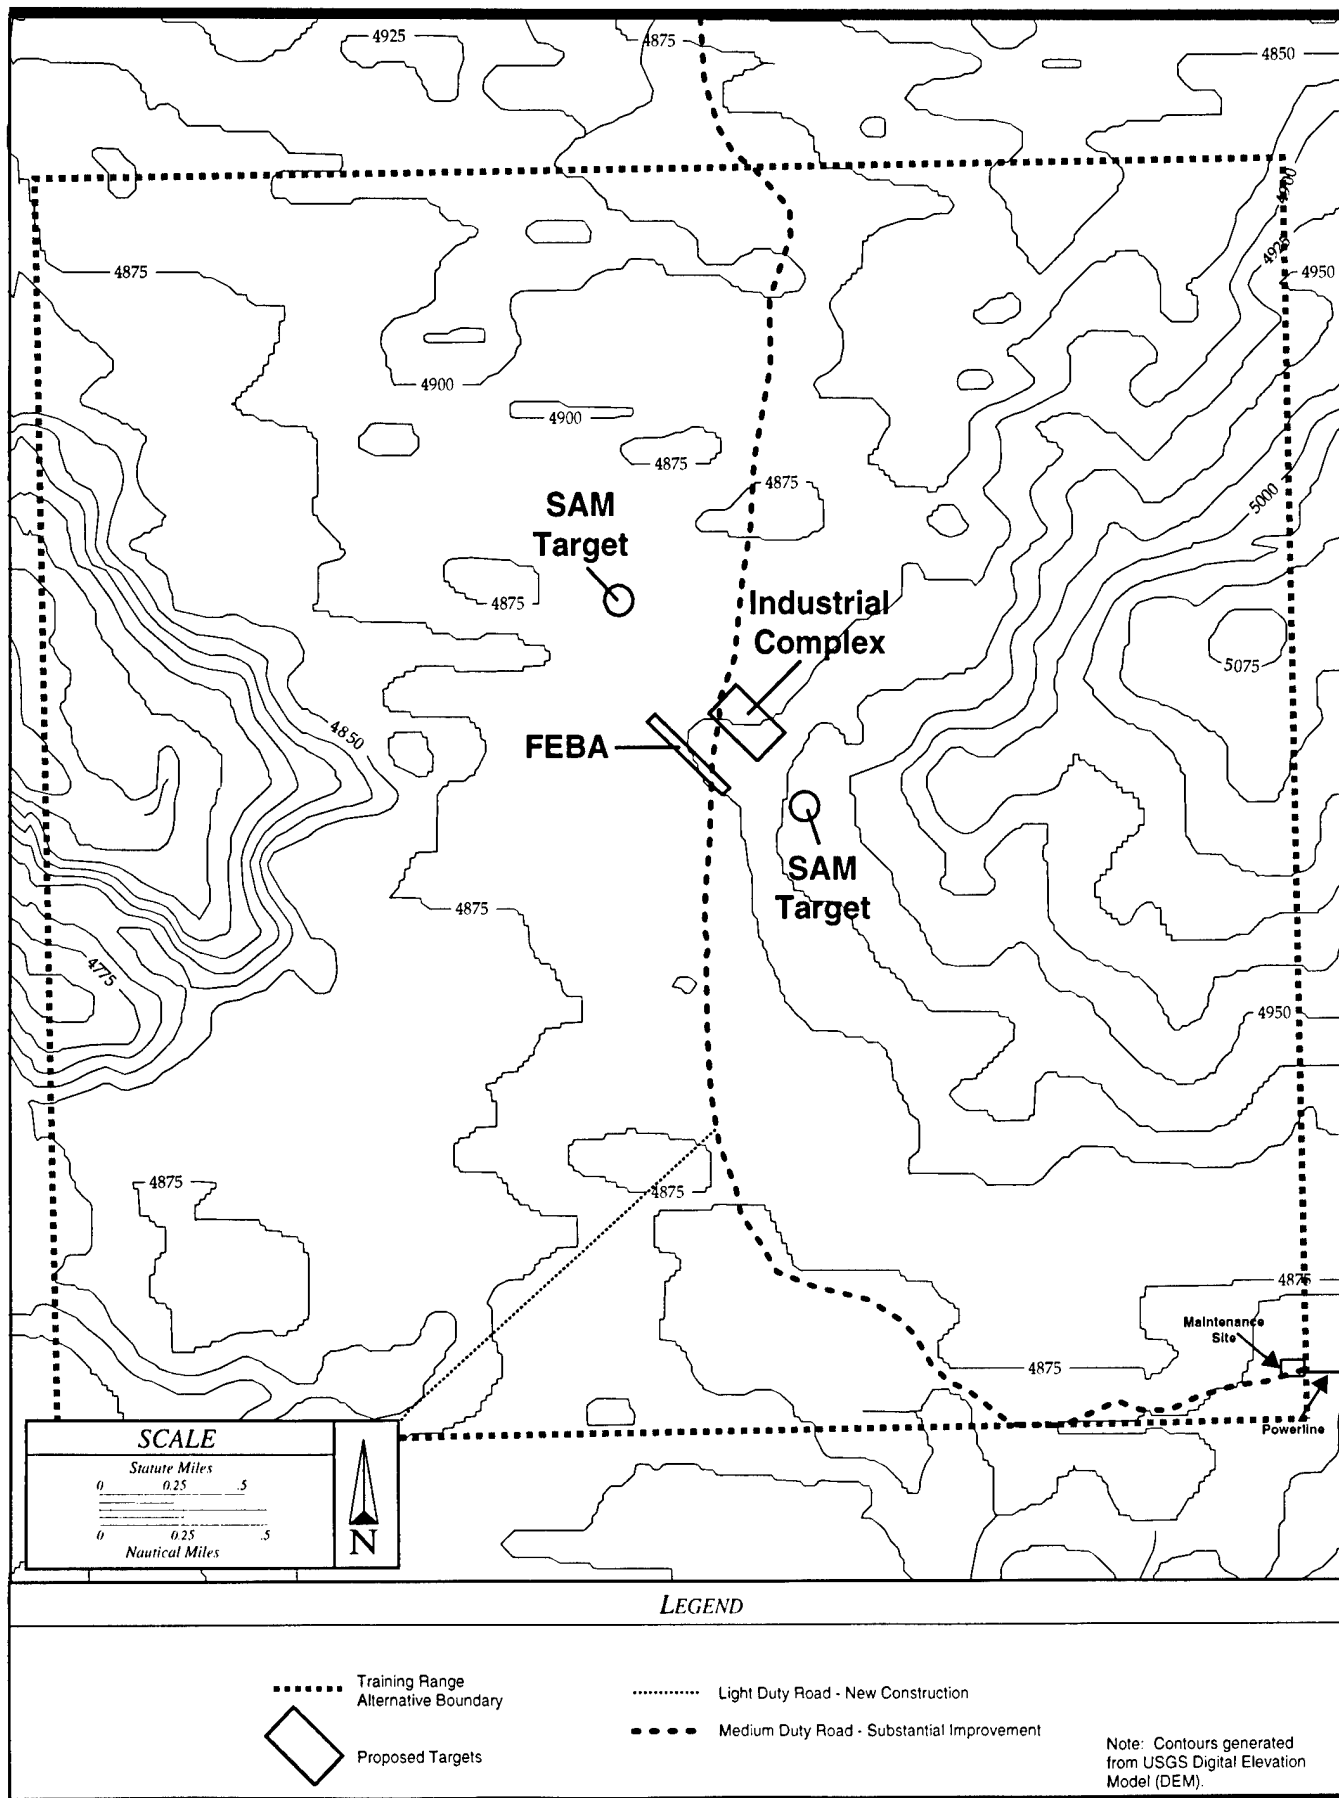 4925
4875
4850
4900
4925
4950
4875
4900
4900
4875
4875
5000
SAM
Target
4875
Industrial
Complex
5075
4850
FEBA
SAM
Target
4875
4775
4950
4875
4875
4875
Maintenance
Site
4875
Powerline
SCALE
Statute Miles
0 0.25 .5
0 0.25 .5
Nautical Miles
N
LEGEND
Training Range
Alternative Boundary
Proposed Targets
Light Duty Road - New Construction
Medium Duty Road - Substantial Improvement
Note: Contours generated
from USGS Digital Elevation
Model (DEM).